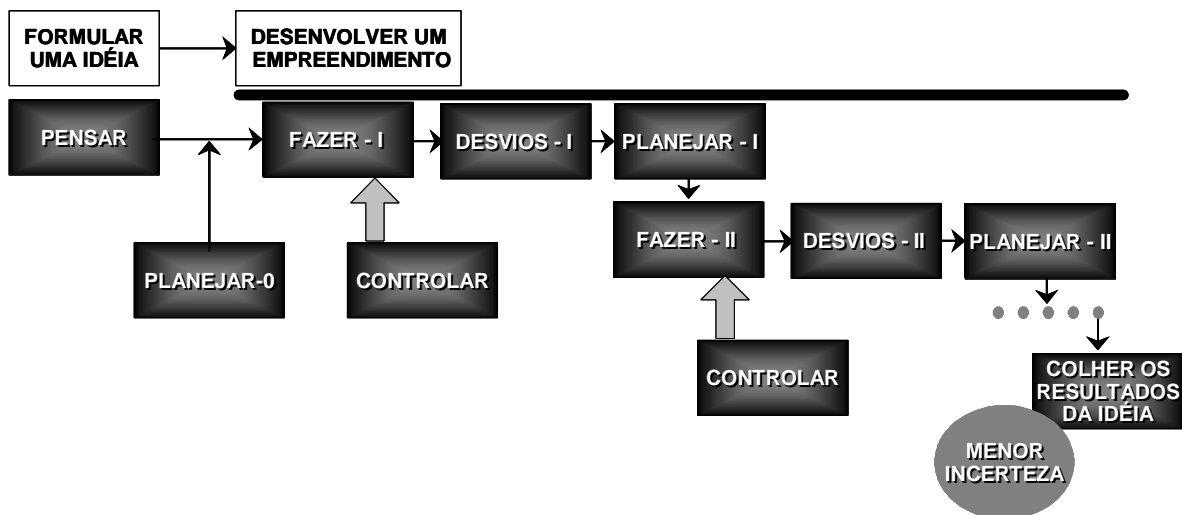 FORMULAR
UMA IDÉIA
DESENVOLVER UM
EMPREENDIMENTO
PENSAR
FAZER - I
DESVIOS - I
PLANEJAR - I
FAZER - II
DESVIOS - II
PLANEJAR - II
PLANEJAR-0
CONTROLAR
CONTROLAR
COLHER OS
RESULTADOS
DA IDÉIA
MENOR
INCERTEZA